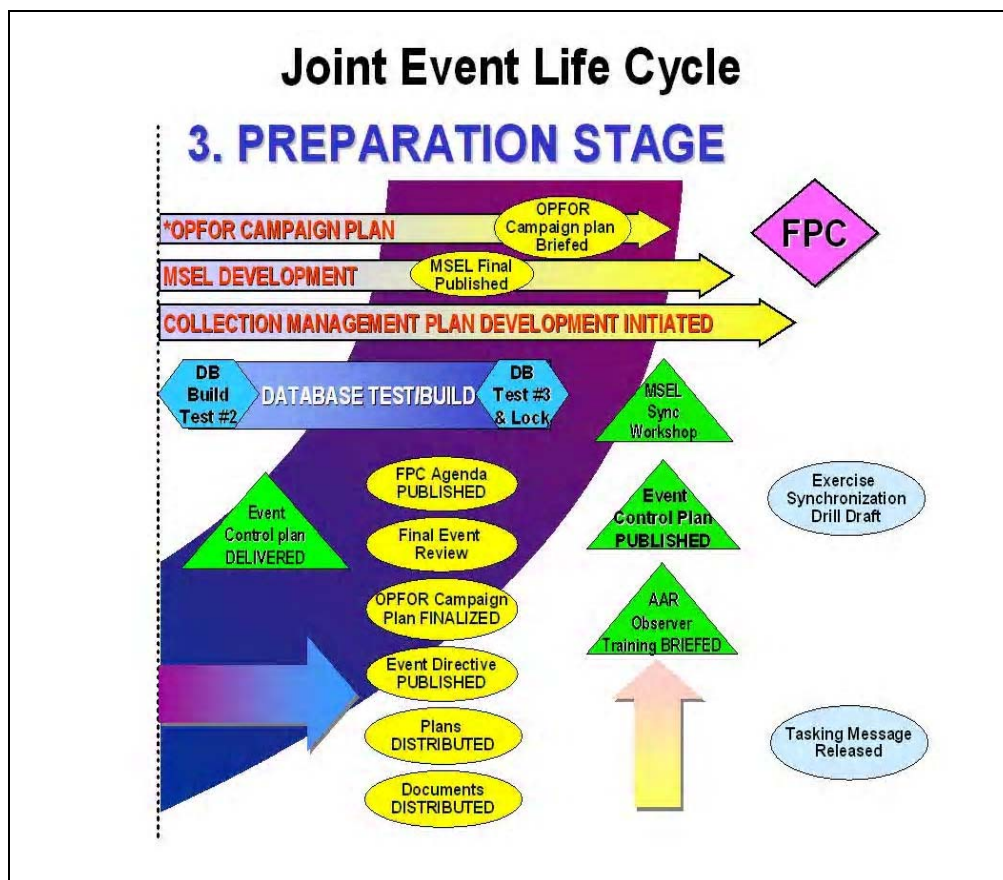 Joint Event Life Cycle
3. PREPARATION STAGE
*OPFOR CAMPAIGN PLAN
OPFOR
Campaign plan
Briefed
FPC
MSEL DEVELOPMENT
MSEL Final
Published
COLLECTION MANAGEMENT PLAN DEVELOPMENT INITIATED
DB
Build
Test #2
DATABASE TEST/BUILD
DB
Test #3
& Lock
MSEL
Sync
Workshop
Event
Control plan
DELIVERED
FPC Agenda
PUBLISHED
Final Event
Review
OPFOR Campaign
Plan FINALIZED
Event Directive
PUBLISHED
Plans
DISTRIBUTED
Documents
DISTRIBUTED
Event
Control Plan
PUBLISHED
AAR
Observer
Training BRIEFED
Exercise
Synchronization
Drill Draft
Tasking Message
Released